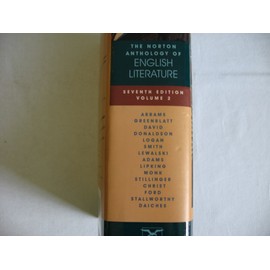 THE NORTON
ANTHOLOGY OF
ENGLISH
LITERATURE
SEVENTH EDITION
VOLUME 2
ABRAMS
GREENBLATT
DAVID
DONALDSON
LOGAN
SMITH
LEWALSKI
ADAMS
LIPKING
MONK
STILLINGER
CHRIST
FORD
STALLWORTHY
DAICHES